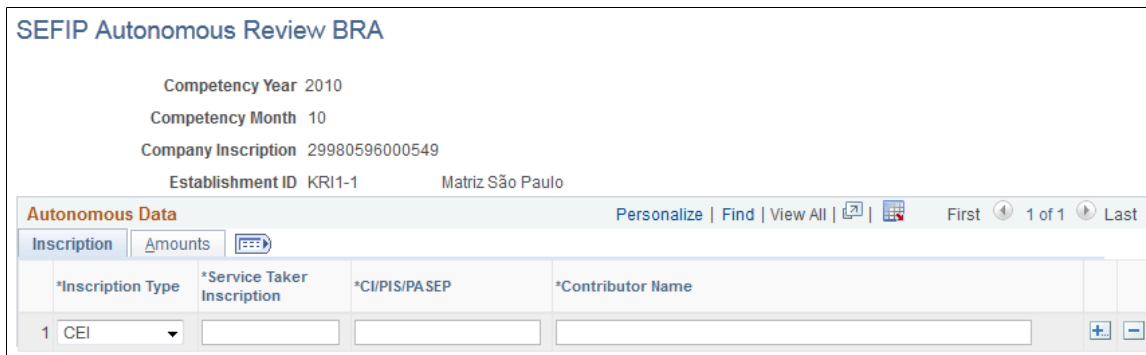 SEFIP Autonomous Review BRA
Competency Year 2010
Competency Month 10
Company Inscription 29980596000549
Establishment ID KRI1-1 Matriz São Paulo
Autonomous Data Personalize | Find | View All | | First 1 of 1 Last
Inscription Amounts
*Inscription Type *Service Taker Inscription *CI/PIS/PASEP *Contributor Name
1 CEI